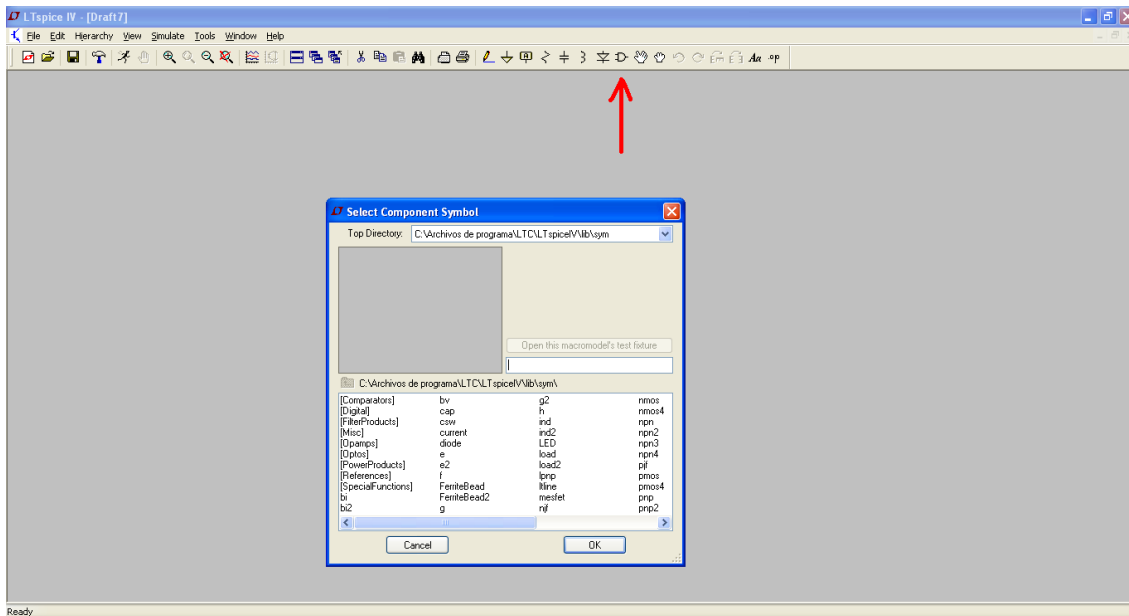 LTspice IV - [Draft7]
File Edit Hierarchy View Simulate Tools Window Help
Aa .op
Select Component Symbol
Top Directory: C:\Archivos de programa\LTC\LTspiceIV\lib\sym
Open this macromodel's test fixture
C:\Archivos de programa\LTC\LTspiceIV\lib\sym\
[Comparators] bv g2 nmos
[Digital] cap h nmos4
[FilterProducts] csw ind npn
[Misc] current ind2 npn2
[Opamps] diode LED npn3
[Optos] e load npn4
[PowerProducts] e2 load2 pjf
[References] f lpnp pmos
[SpecialFunctions] FerriteBead ltline pmos4
bi FerriteBead2 mesfet pnp
bi2 g njf pnp2
Cancel OK
Ready